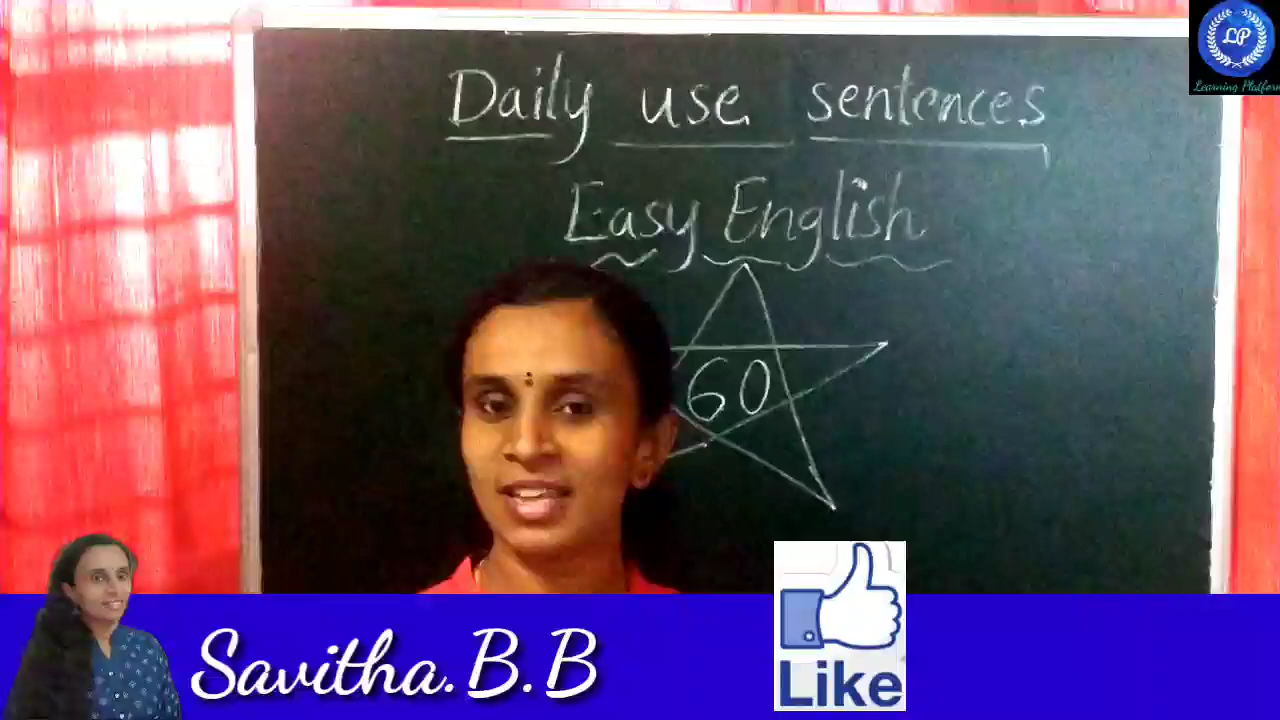 LP
Learning Platform
Daily use sentences
Easy English
60
Savitha.B.B
Like